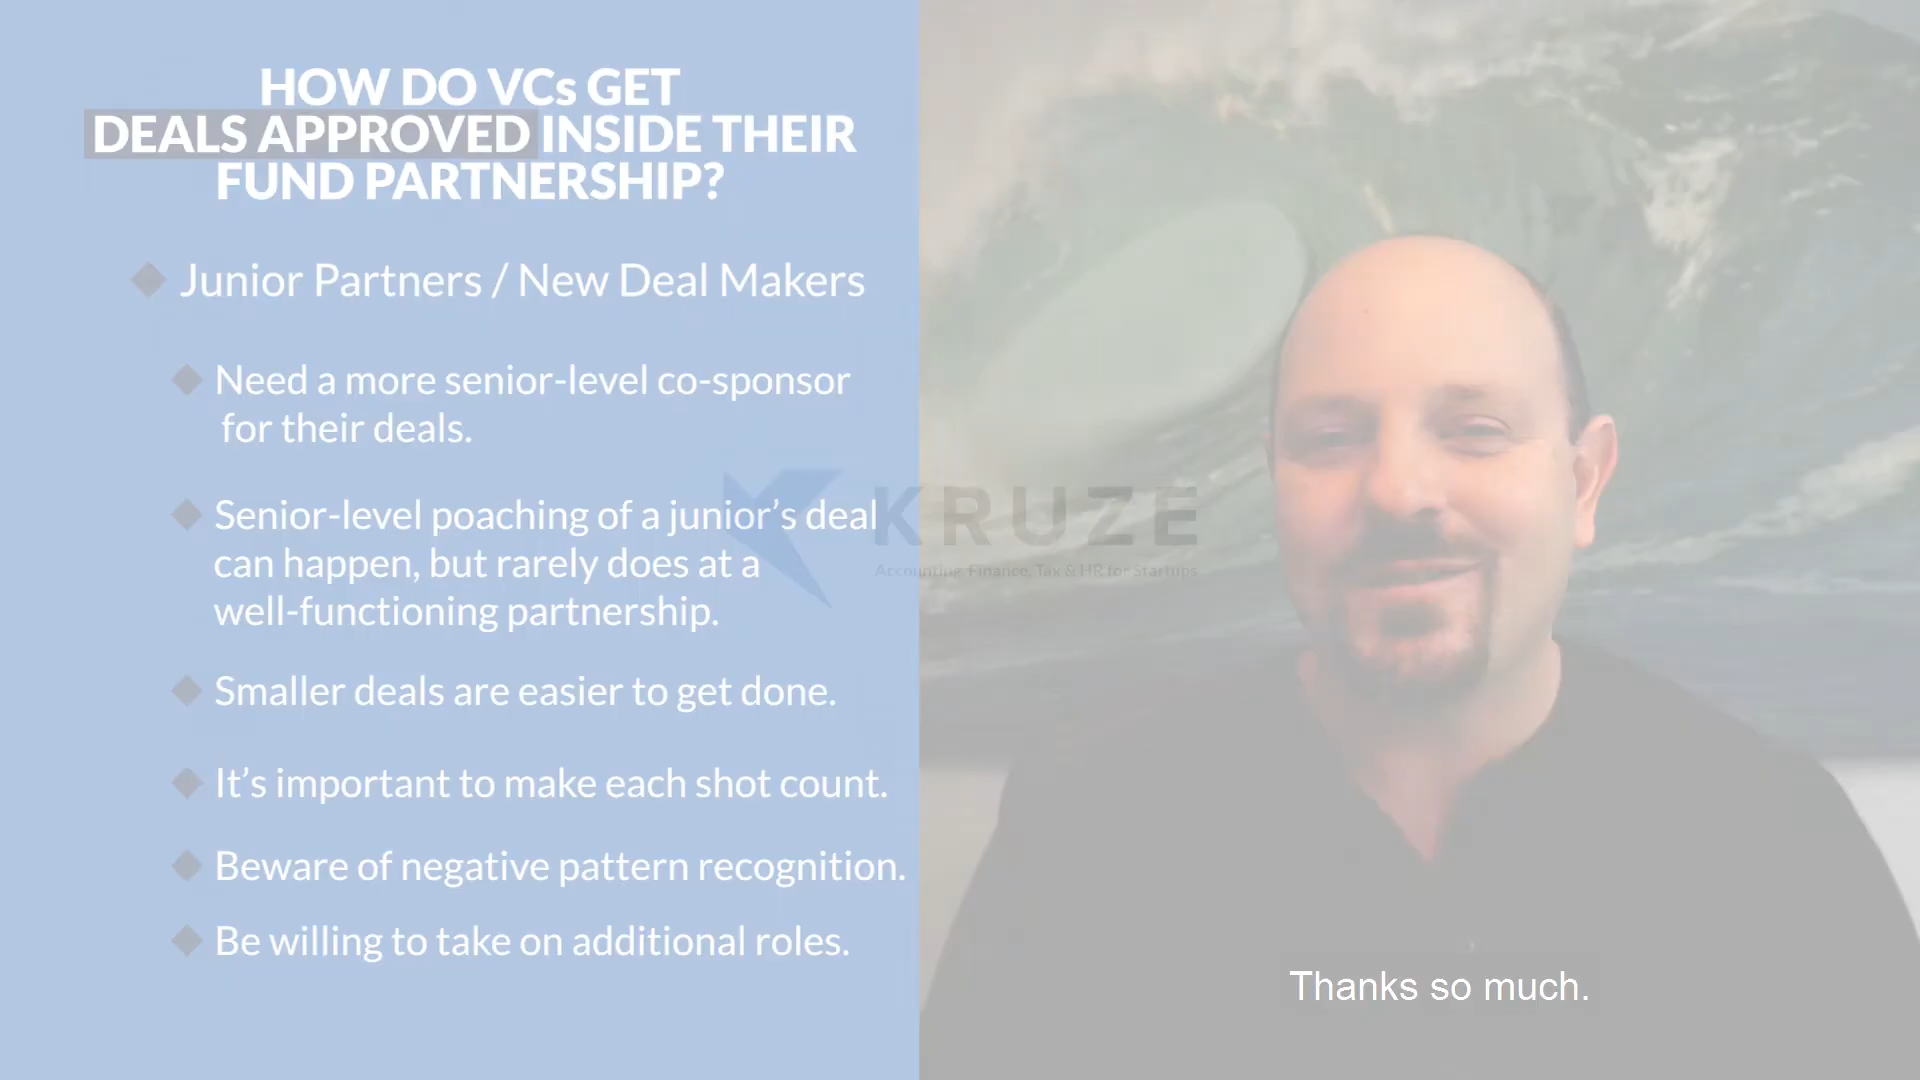 HOW DO VCs GET
DEALS APPROVED INSIDE THEIR
FUND PARTNERSHIP?
Junior Partners / New Deal Makers
Need a more senior-level co-sponsor
for their deals.
Senior-level poaching of a junior's deal
can happen, but rarely does at a
well-functioning partnership.
Smaller deals are easier to get done.
It's important to make each shot count.
Beware of negative pattern recognition.
Be willing to take on additional roles.
KRUZE
Accounting, Finance, Tax & HR for Startups
Thanks so much.